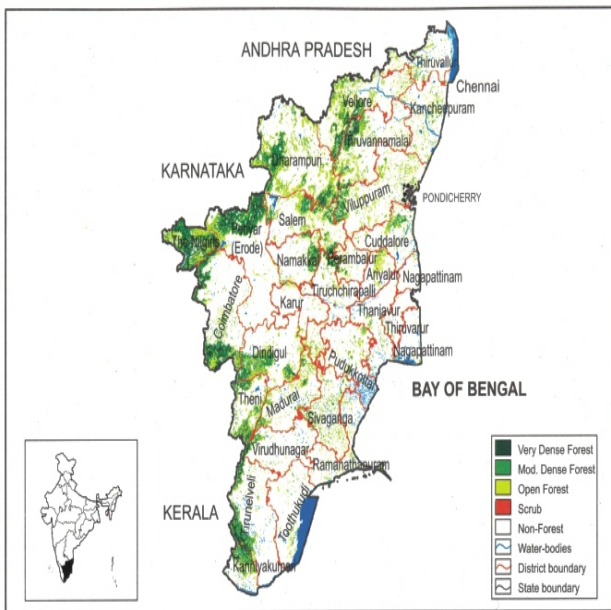 ANDHRA PRADESH
Thiruvallur
Chennai
Vellore
Kancheepuram
Thiruvannamalai
Dharampuri
KARNATAKA
Viluppuram
PONDICHERRY
Salem
The Nilgiris
Periyar
(Erode)
Cuddalore
Namakkal
Perambalur
Ariyalur
Nagapattinam
Coimbatore
Karur
Tiruchchirapalli
Thanjavur
Thiruvarur
Nagapattinam
Dindigul
Pudukkottai
BAY OF BENGAL
Theni
Madurai
Sivaganga
Virudhunagar
Ramanathapuram
KERALA
Tirunelveli
Toothukudi
Kanniyakumari
Very Dense Forest
Mod. Dense Forest
Open Forest
Scrub
Non-Forest
Water-bodies
District boundary
State boundary